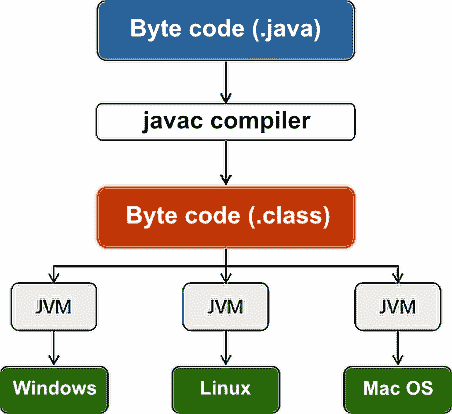 Byte code (.java)
javac compiler
Byte code (.class)
JVM JVM JVM
Windows Linux Mac OS